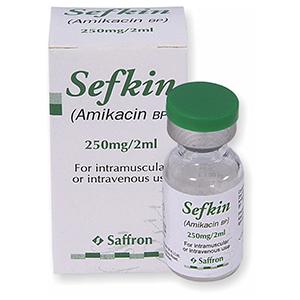 Sefkin
(Amikacin BP)
250mg/2ml
For intramuscular
or intravenous use
Saffron
Sefkin
(Amikacin BP)
250mg/2ml
For intramuscular
or intravenous use
Saffron